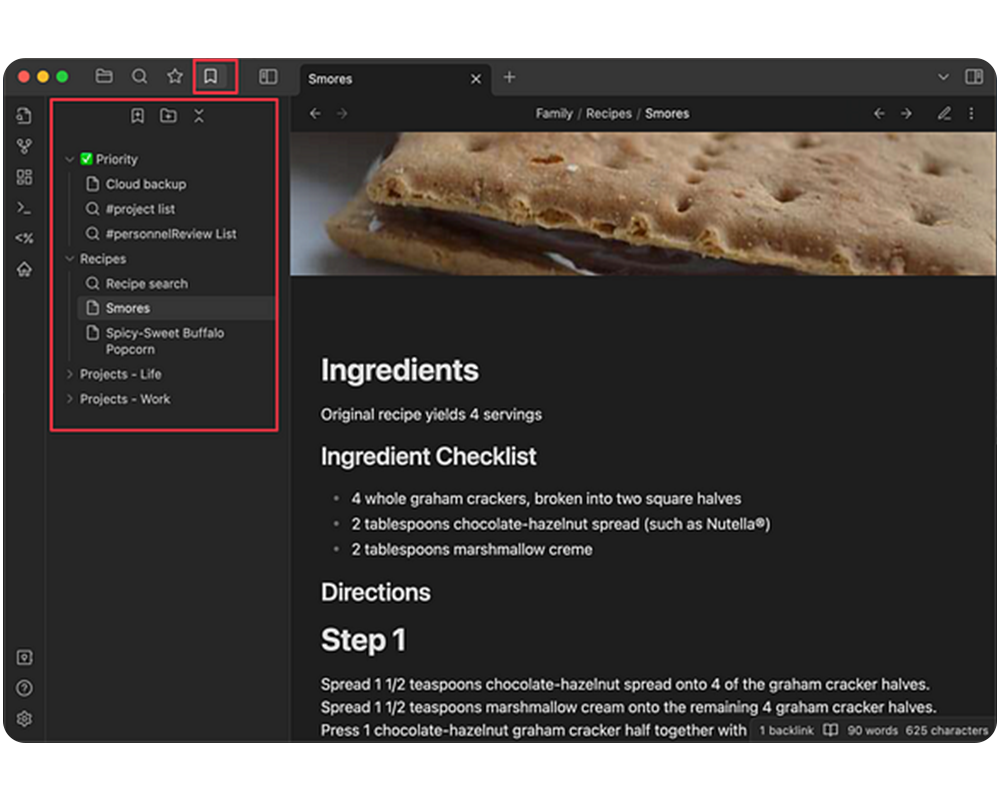 Smores
Family / Recipes / Smores
Priority
Cloud backup
#project list
#personnelReview List
Recipes
Recipe search
Smores
Spicy-Sweet Buffalo
Popcorn
Projects - Life
Projects - Work
Ingredients
Original recipe yields 4 servings
Ingredient Checklist
4 whole graham crackers, broken into two square halves
2 tablespoons chocolate-hazelnut spread (such as Nutella®)
2 tablespoons marshmallow creme
Directions
Step 1
Spread 1 1/2 teaspoons chocolate-hazelnut spread onto 4 of the graham cracker halves.
Spread 1 1/2 teaspoons marshmallow cream onto the remaining 4 graham cracker halves.
Press 1 chocolate-hazelnut graham cracker half together with
1 backlink 90 words 625 characters